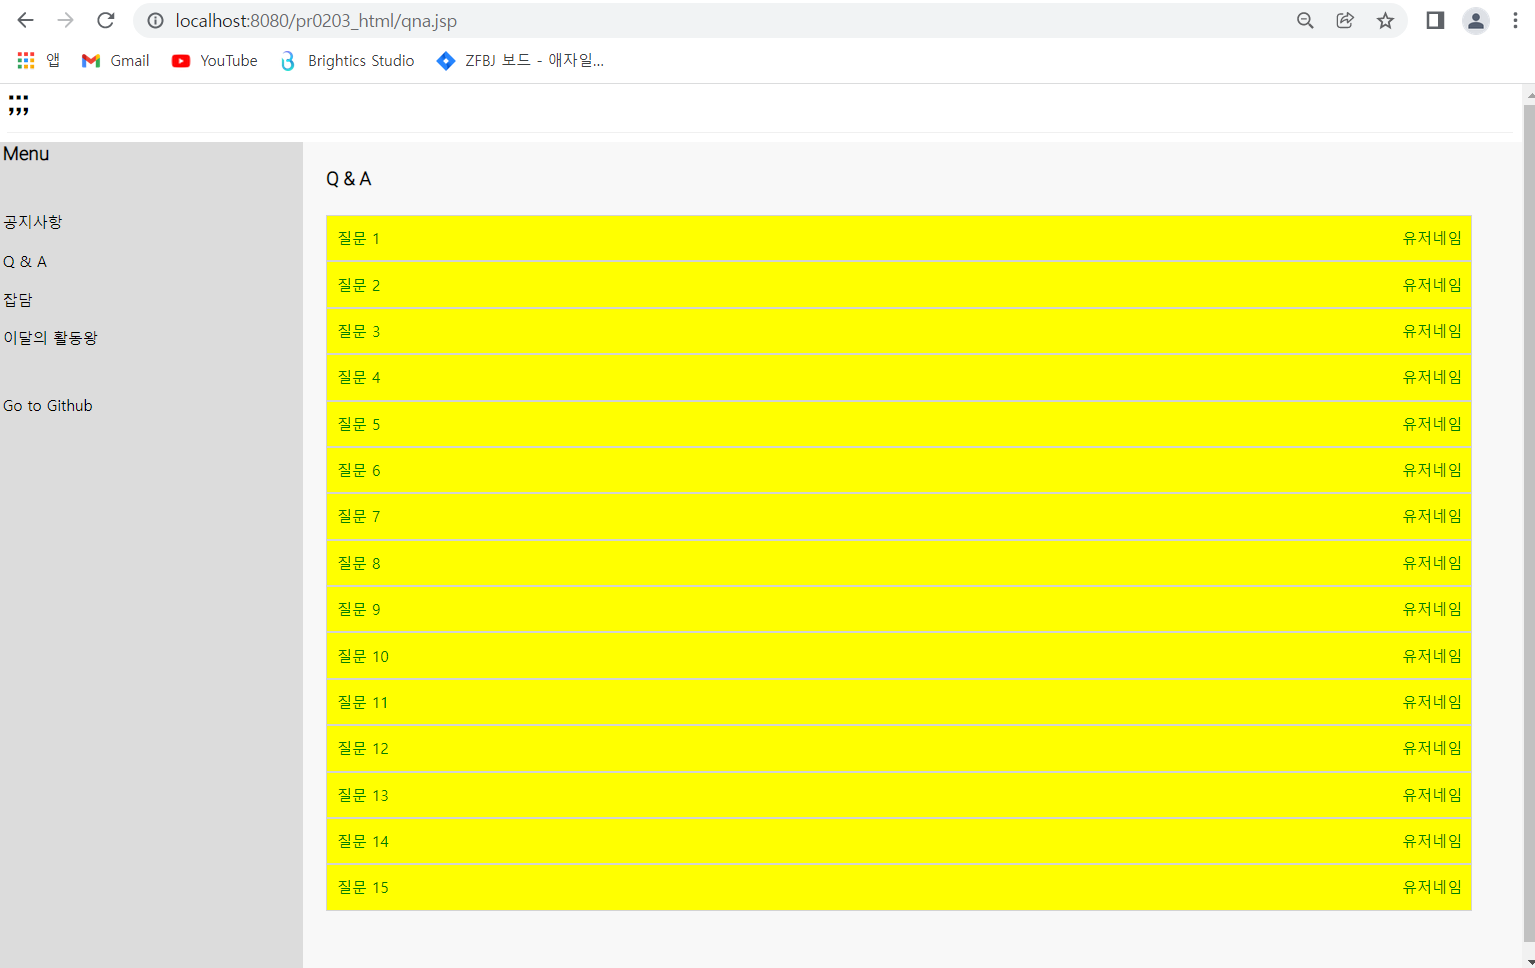 localhost:8080/pr0203_html/qna.jsp
앱 Gmail YouTube Brightics Studio ZFBJ 보드 - 애자일...
;;;
Menu
공지사항
Q & A
잡담
이달의 활동왕
Go to Github
Q & A
질문 1 유저네임
질문 2 유저네임
질문 3 유저네임
질문 4 유저네임
질문 5 유저네임
질문 6 유저네임
질문 7 유저네임
질문 8 유저네임
질문 9 유저네임
질문 10 유저네임
질문 11 유저네임
질문 12 유저네임
질문 13 유저네임
질문 14 유저네임
질문 15 유저네임